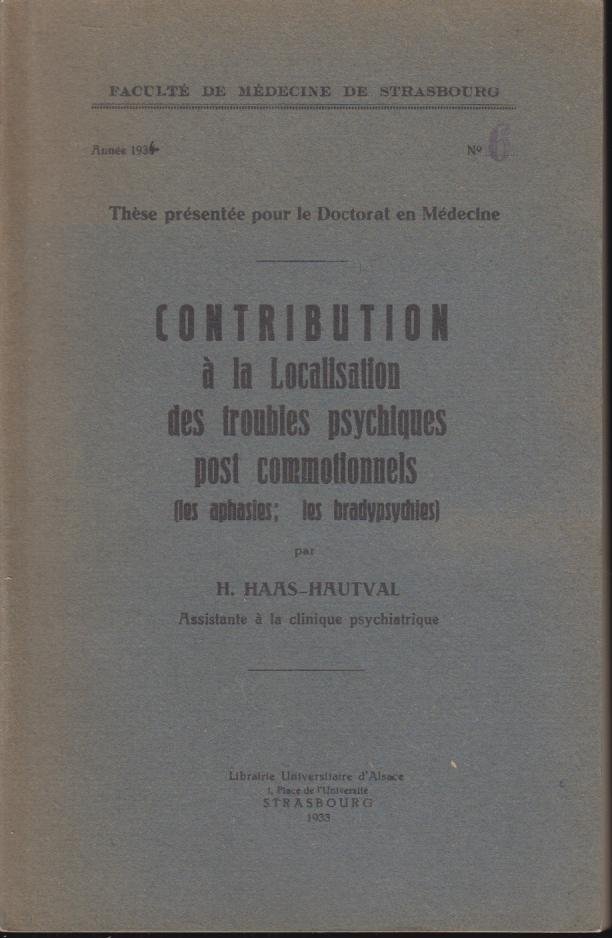 FACULTÉ DE MÉDECINE DE STRASBOURG
Année 1934
Nº 6
Thèse présentée pour le Doctorat en Médecine
CONTRIBUTION
à la Localisation
des troubles psychiques
post commotionnels
(les aphasies; les bradypsychies)
par
H. HAAS-HAUTVAL
Assistante à la clinique psychiatrique
Librairie Universitaire d'Alsace
1, Place de l'Université
STRASBOURG
1933